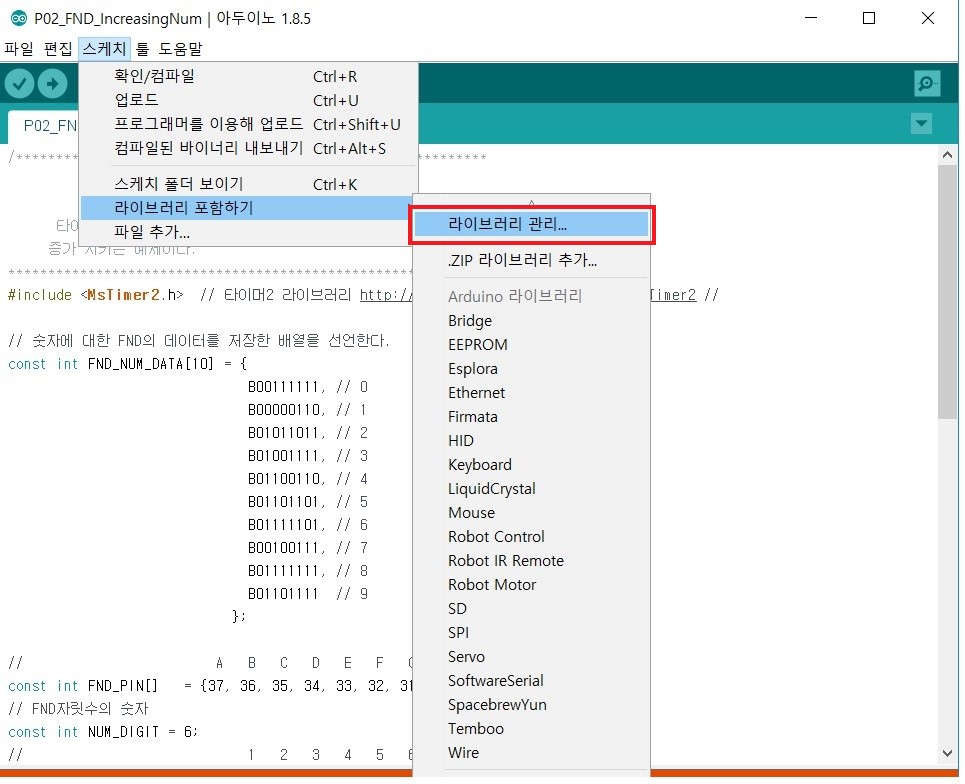 P02_FND_IncreasingNum | 아두이노 1.8.5
파일 편집 스케치 툴 도움말
확인/컴파일 Ctrl+R
업로드 Ctrl+U
프로그래머를 이용해 업로드 Ctrl+Shift+U
컴파일된 바이너리 내보내기 Ctrl+Alt+S
스케치 폴더 보이기 Ctrl+K
라이브러리 포함하기
파일 추가...
라이브러리 관리...
.ZIP 라이브러리 추가...
Arduino 라이브러리
Bridge
EEPROM
Esplora
Ethernet
Firmata
HID
Keyboard
LiquidCrystal
Mouse
Robot Control
Robot IR Remote
Robot Motor
SD
SPI
Servo
SoftwareSerial
SpacebrewYun
Temboo
Wire
P02_FN
증가 시키는 예제이다.
#include <MsTimer2.h> // 타이머2 라이브러리 http:// Timer2 //
// 숫자에 대한 FND의 데이터를 저장한 배열을 선언한다.
const int FND_NUM_DATA[10] = {
B00111111, // 0
B00000110, // 1
B01011011, // 2
B01001111, // 3
B01100110, // 4
B01101101, // 5
B01111101, // 6
B00100111, // 7
B01111111, // 8
B01101111 // 9
};
// A B C D E F
const int FND_PIN[] = {37, 36, 35, 34, 33, 32, 31
// FND자릿수의 숫자
const int NUM_DIGIT = 6;
// 1 2 3 4 5 6